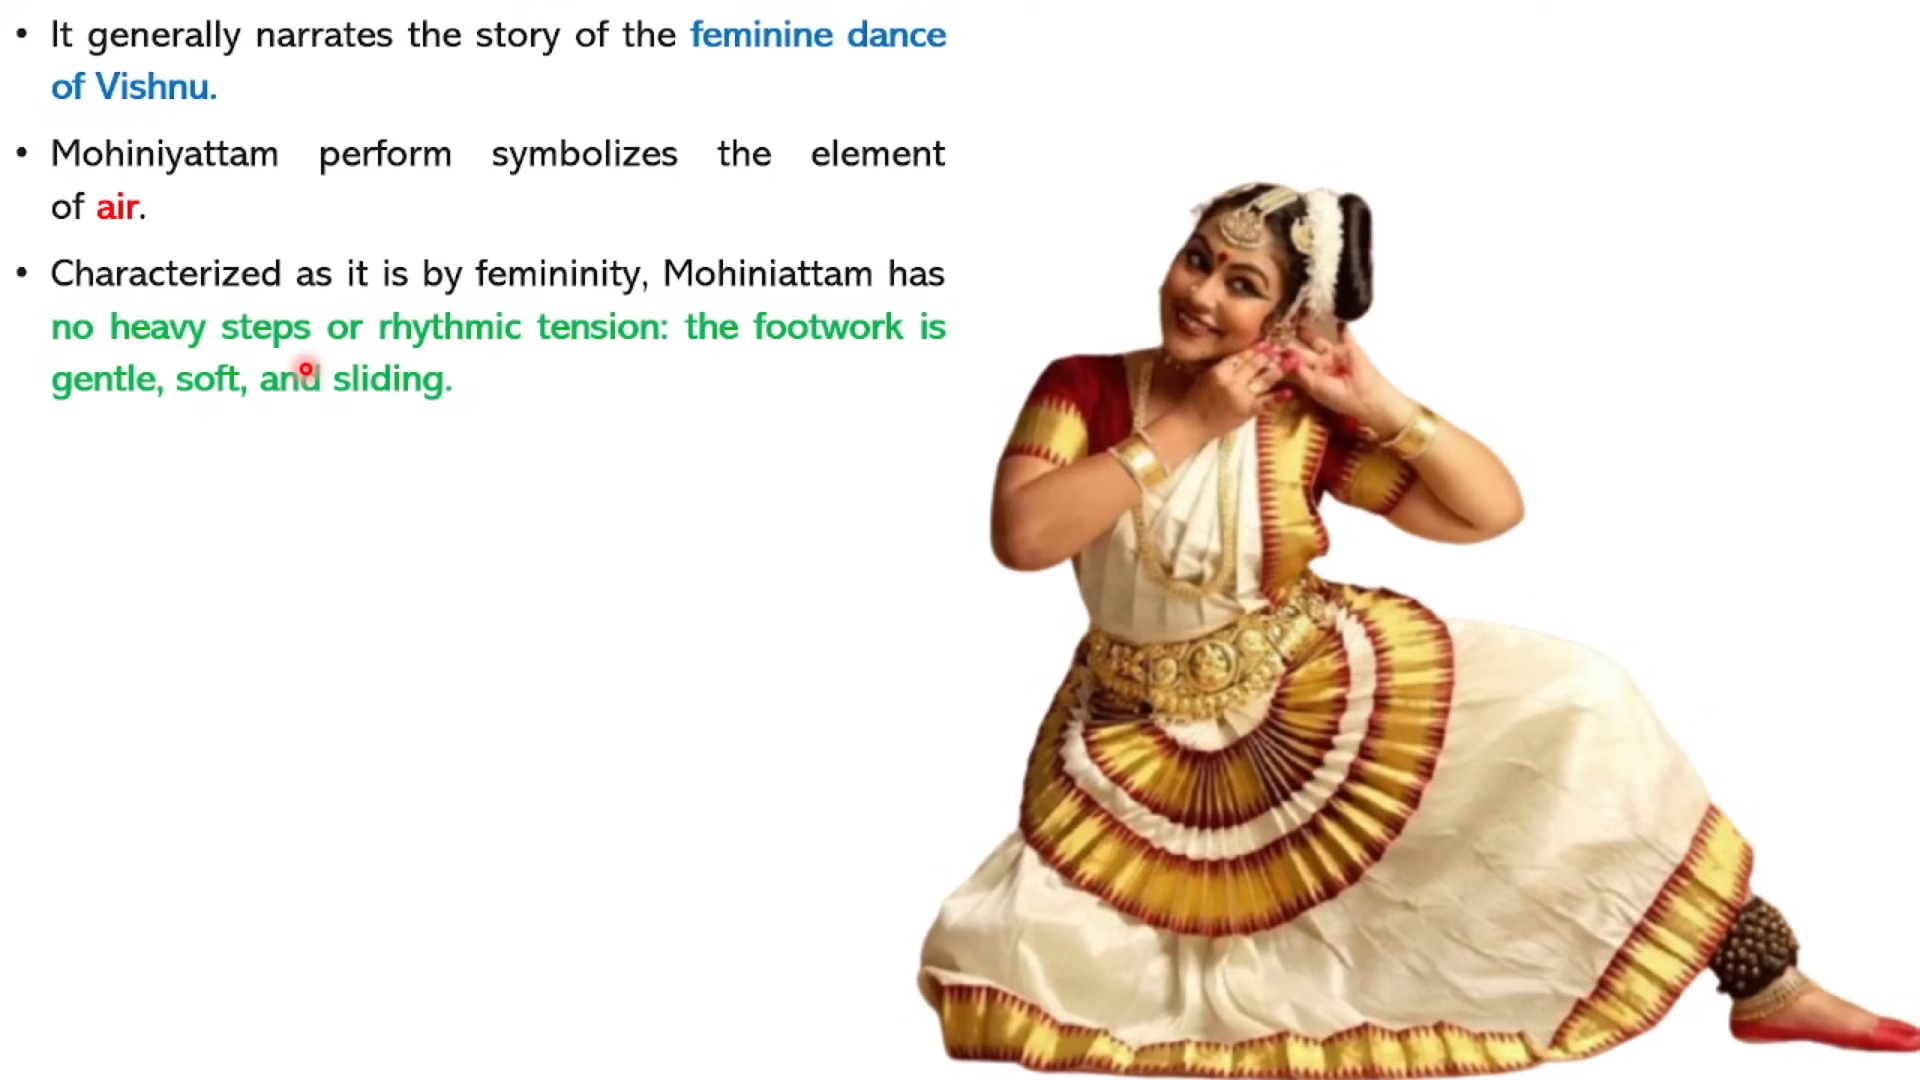 • It generally narrates the story of the feminine dance
of Vishnu.
• Mohiniyattam perform symbolizes the element
of air.
• Characterized as it is by femininity, Mohiniattam has
no heavy steps or rhythmic tension: the footwork is
gentle, soft, and sliding.